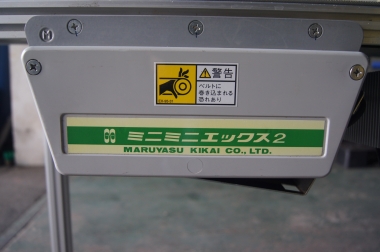 警告
ベルトに
巻き込まれる
恐れあり
ミニミニエックス2
MARUYASU KIKAI CO., LTD.